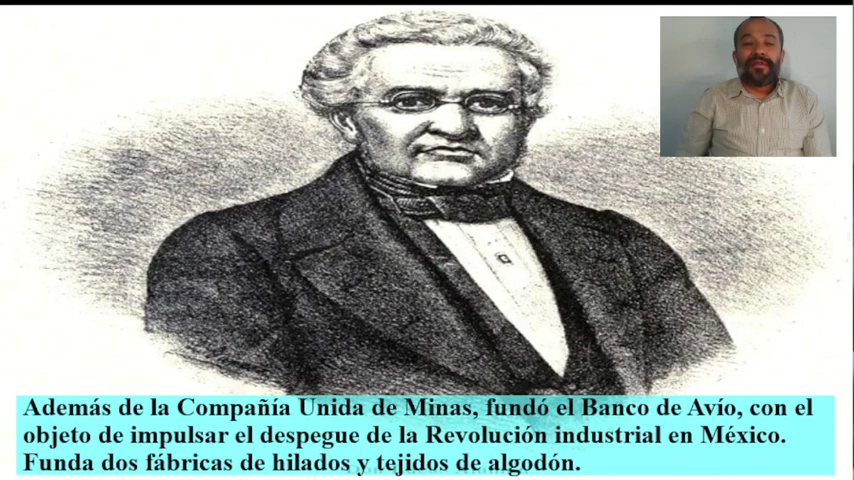 Además de la Compañía Unida de Minas, fundó el Banco de Avío, con el
objeto de impulsar el despegue de la Revolución industrial en México.
Funda dos fábricas de hilados y tejidos de algodón.